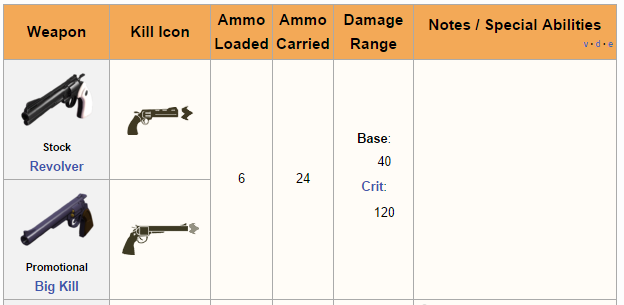 Weapon
Kill Icon
Ammo
Loaded
Ammo
Carried
Damage
Range
Notes / Special Abilities
v · d · e
Stock
Revolver
6
24
Base:
40
Crit:
120
Promotional
Big Kill